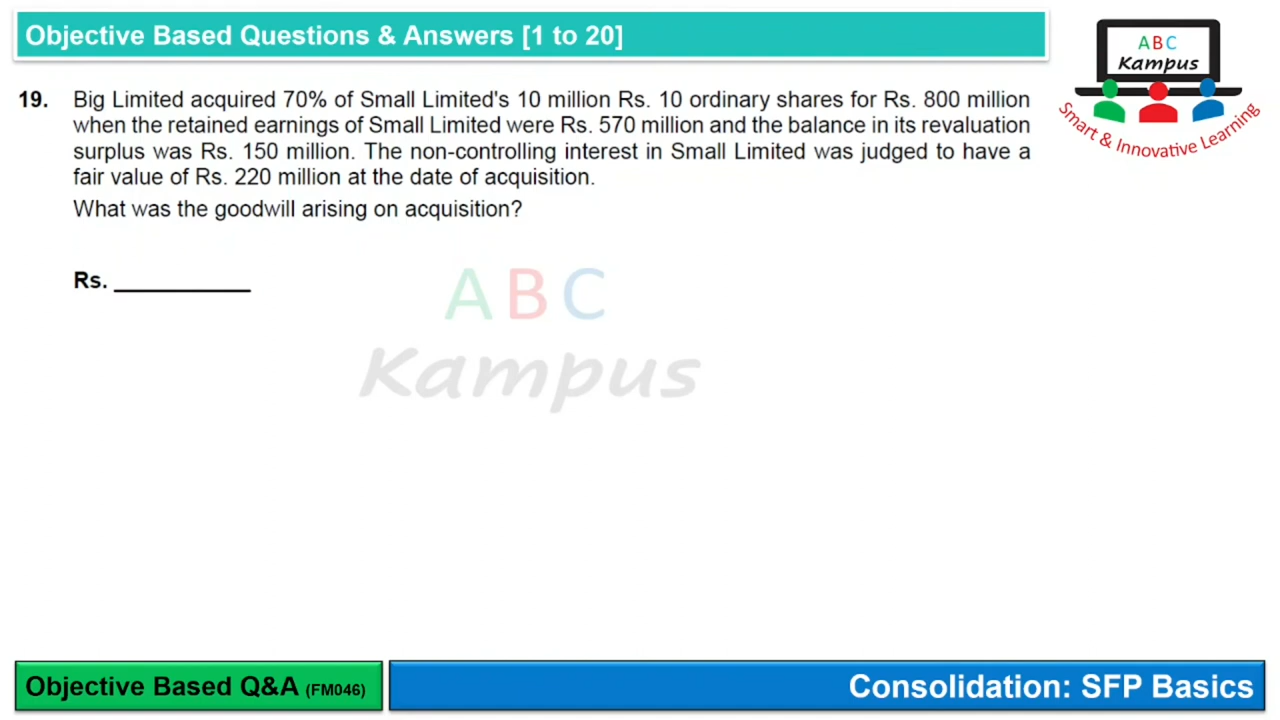 Objective Based Questions & Answers [1 to 20]
A B C
Kampus
Smart & Innovative Learning
19. Big Limited acquired 70% of Small Limited's 10 million Rs. 10 ordinary shares for Rs. 800 million
when the retained earnings of Small Limited were Rs. 570 million and the balance in its revaluation
surplus was Rs. 150 million. The non-controlling interest in Small Limited was judged to have a
fair value of Rs. 220 million at the date of acquisition.
What was the goodwill arising on acquisition?
Rs. ___________
A B C
Kampus
Objective Based Q&A (FM046)
Consolidation: SFP Basics